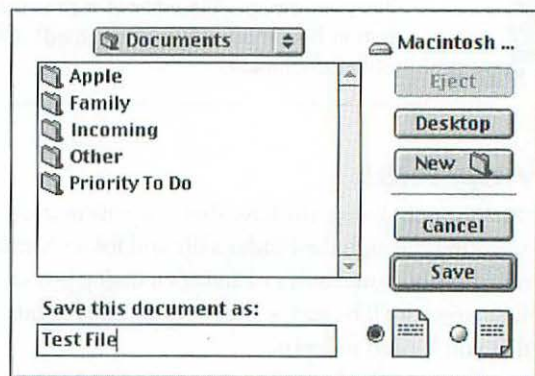 Documents
Macintosh ...
Apple
Family
Incoming
Other
Priority To Do
Eject
Desktop
New
Cancel
Save
Save this document as:
Test File